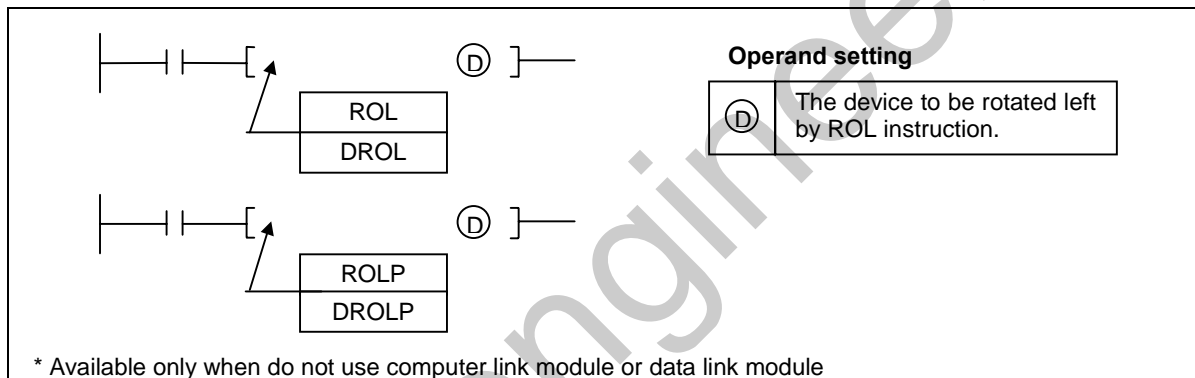 D
ROL
DROL
D
ROLP
DROLP
Operand setting
D
The device to be rotated left
by ROL instruction.
* Available only when do not use computer link module or data link module